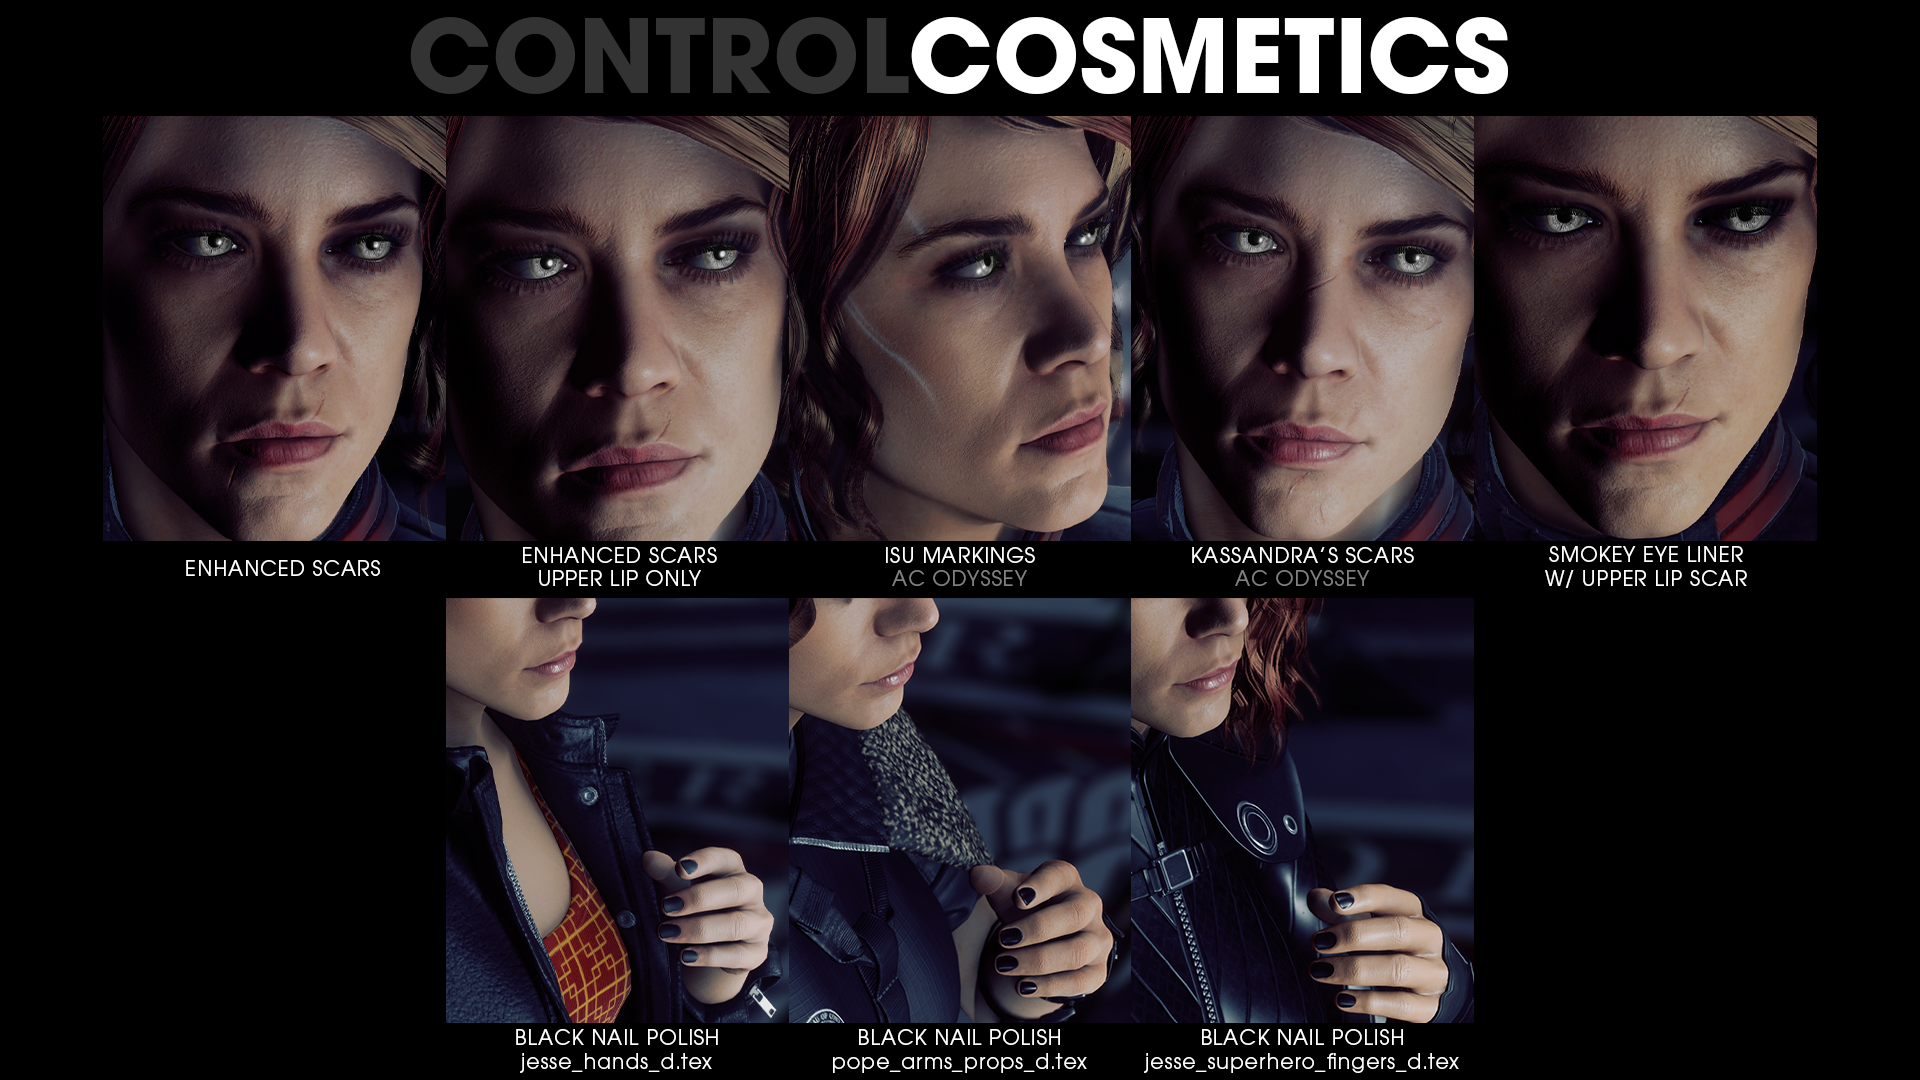 CONTROLCOSMETICS
ENHANCED SCARS
ENHANCED SCARS
UPPER LIP ONLY
ISU MARKINGS
AC ODYSSEY
KASSANDRA’S SCARS
AC ODYSSEY
SMOKEY EYE LINER
W/ UPPER LIP SCAR
BLACK NAIL POLISH
jesse_hands_d.tex
BLACK NAIL POLISH
pope_arms_props_d.tex
BLACK NAIL POLISH
jesse_superhero_fingers_d.tex